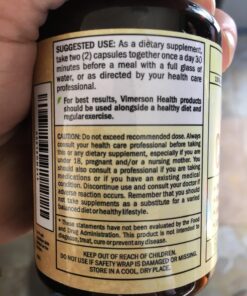 SUGGESTED USE: As a dietary supplement,
take two (2) capsules together once a day 30
minutes before a meal with a full glass of
water, or as directed by your health care
professional.
For best results, Vimerson Health products
should be used alongside a healthy diet and
regular exercise.
CAUTION: Do not exceed recommended dose. Always
consult your health care professional before taking
this or any dietary supplement, especially if you are
under 18, pregnant and/or a nursing mother. You
should also consult a professional if you are taking
medications or if you have an existing medical
condition. Discontinue use and consult your doctor if
adverse reaction occurs. Remember that you should
not take supplements as a substitute for a varied
balanced diet or healthy lifestyle.
* These statements have not been evaluated by the Food
and Drug Administration. This product is not intended to
diagnose, treat, cure or prevent any disease.
KEEP OUT OF REACH OF CHILDREN.
DO NOT USE IF SAFETY WRAP IS DAMAGED OR MISSING.
STORE IN A COOL, DRY PLACE.